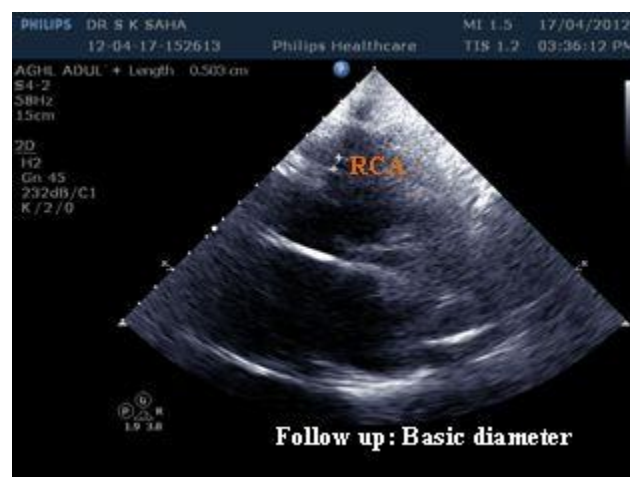 PHILIPS DR S K SAHA MI 1.5 17/04/2012
12-04-17-152613 Philips Healthcare TIS 1.2 03:36:12 PM
AGHL ADUL + Length 0.503 cm
S4-2
58Hz
15cm
2D
H2
Gn 45
232dB/C1
K/2/0
P
RCA
G
P R
1.9 3.8
Follow up: Basic diameter